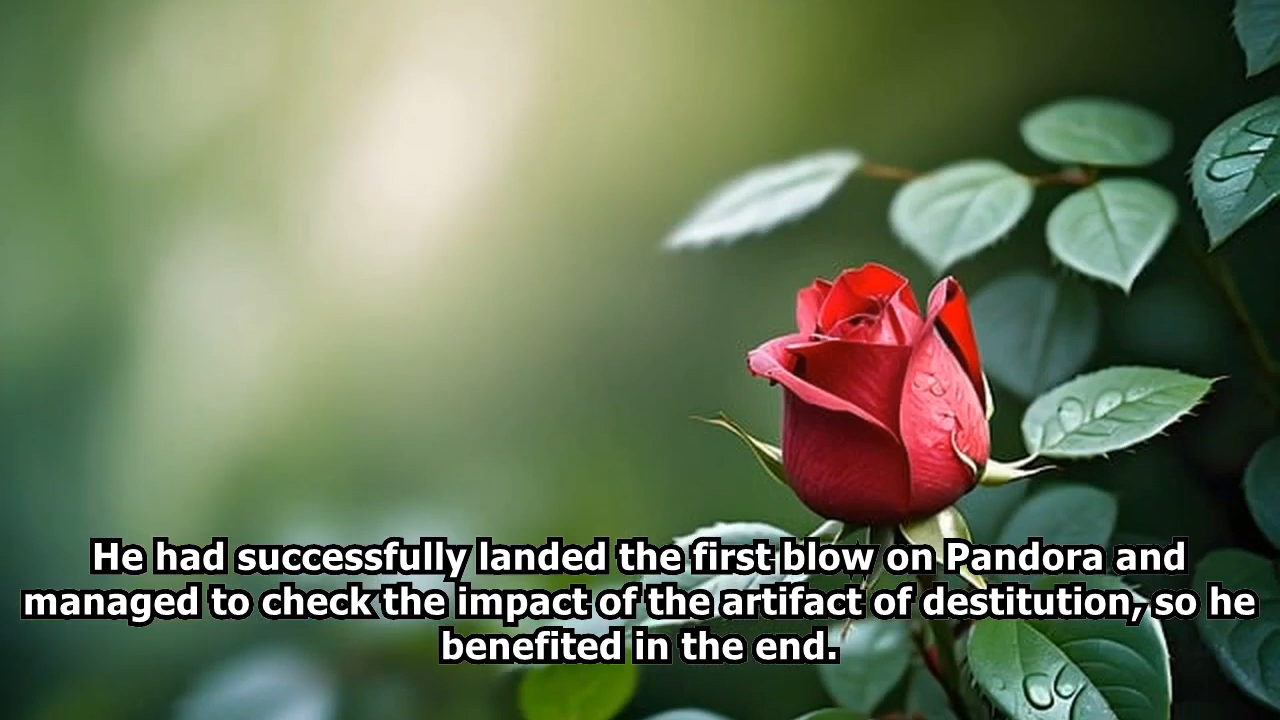 He had successfully landed the first blow on Pandora and
managed to check the impact of the artifact of destitution, so he
benefited in the end.